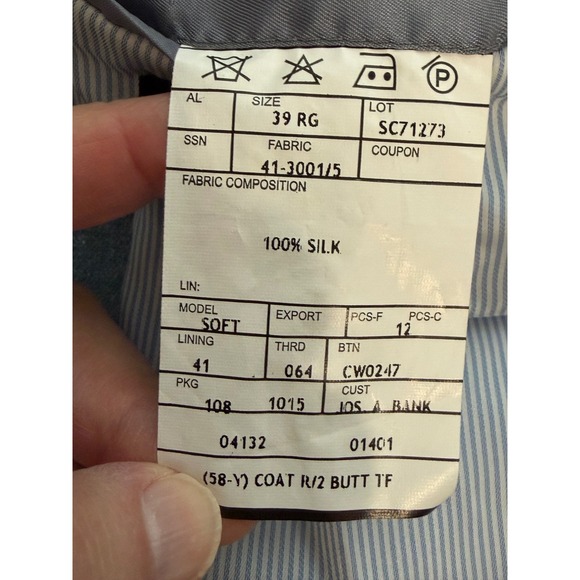 P
AL SIZE LOT
39 RG SC71273
SSN FABRIC COUPON
41-3001/5
FABRIC COMPOSITION
100% SILK
LIN:
MODEL EXPORT PCS-F PCS-C
SOFT 12
LINING THRD BTN
41 064 CW0247
PKG CUST
108 1015 JOS. A. BANK
04132 01401
(58-Y) COAT R/2 BUTT TF